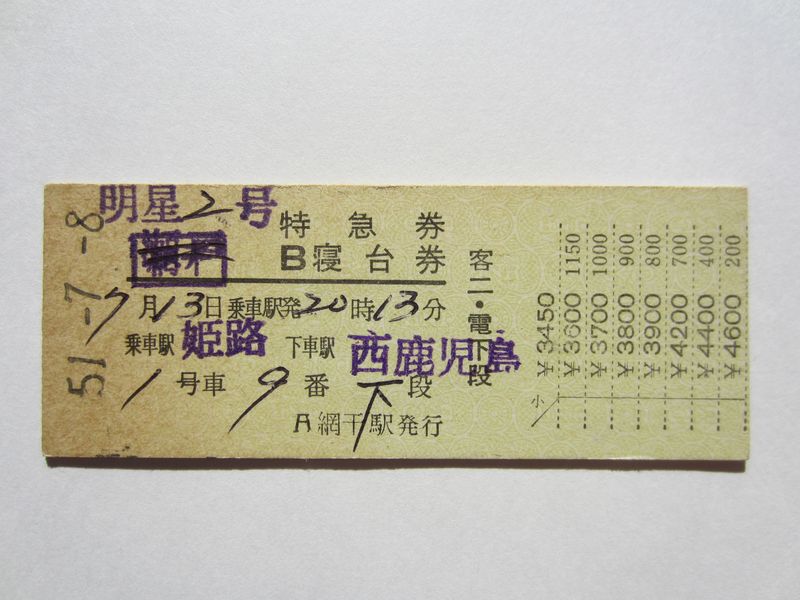 51-7-8
明星2号
網干
特急券
B寝台券
7月13日乗車駅発20時13分
乗車駅 姫路 下車駅 西鹿児島
1号車9番下段
網干駅発行
客二・電下段
小
¥3450
¥3600 1150
¥3700 1000
¥3800 900
¥3900 800
¥4200 700
¥4400 400
¥4600 200